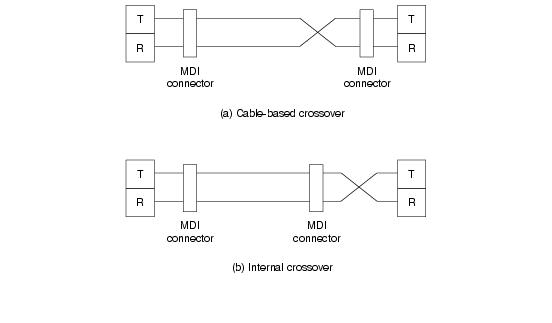 T
T
R
R
MDI
connector
MDI
connector
(a) Cable-based crossover
T
T
R
R
MDI
connector
MDI
connector
(b) Internal crossover